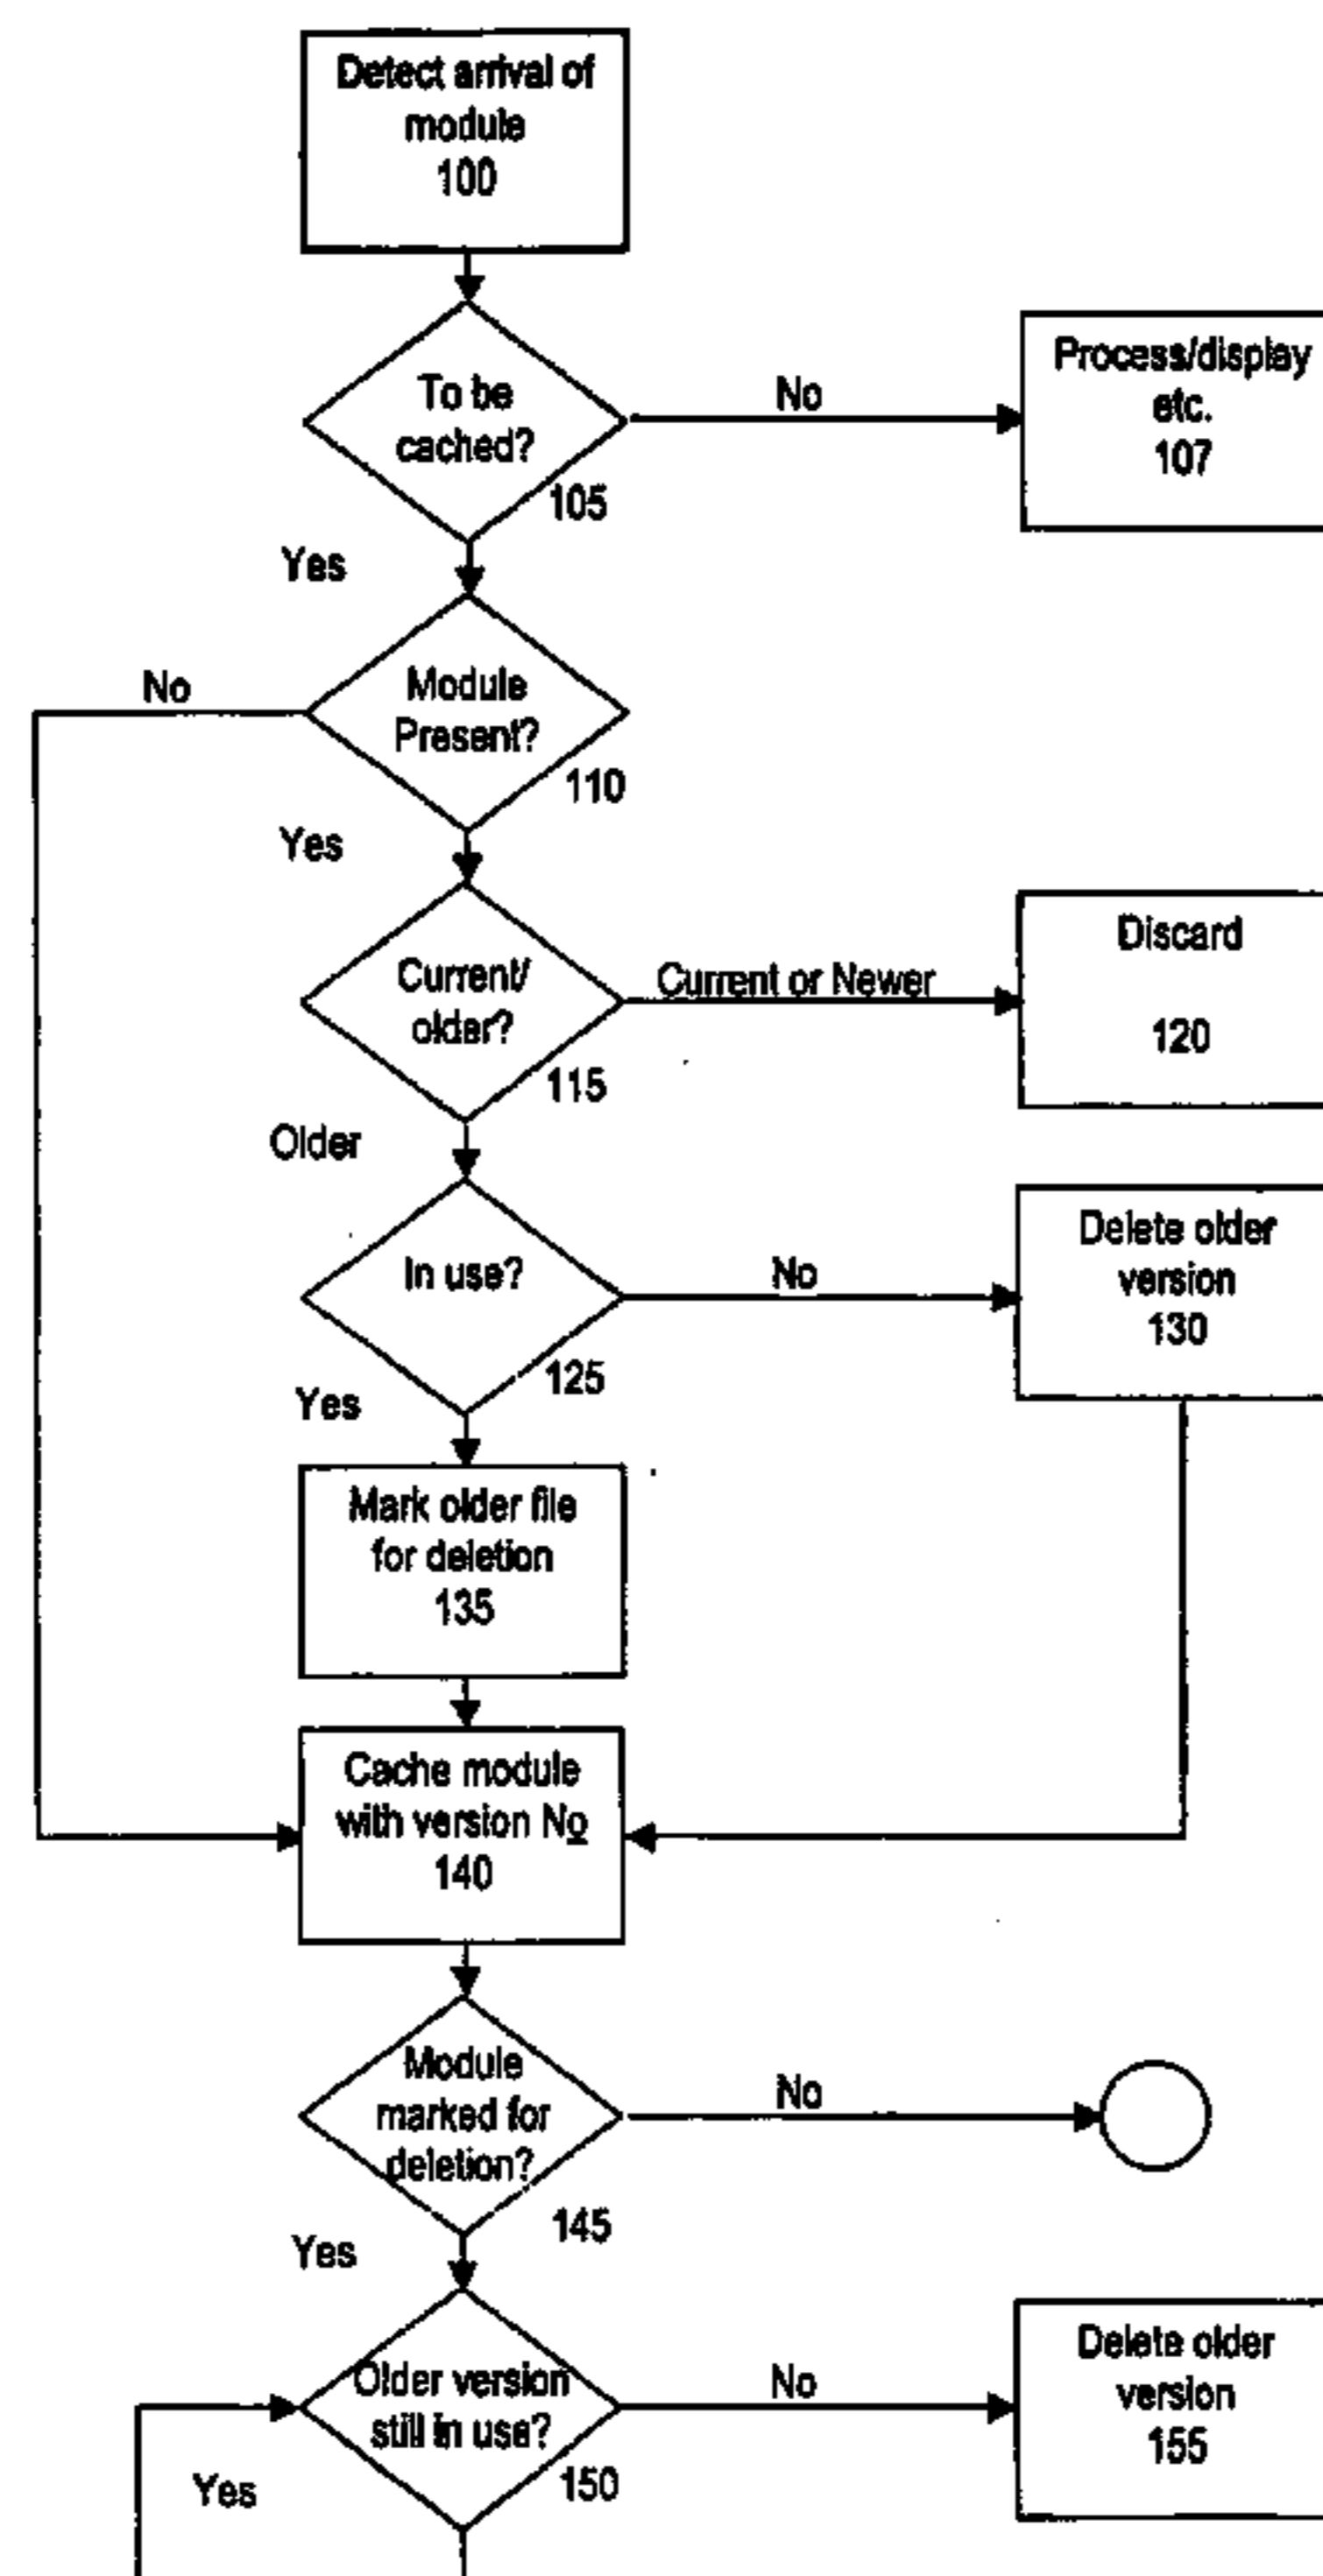 Detect arrival of
module
100
To be
cached?
105
No
Process/display
etc.
107
Yes
Module
Present?
110
No
Yes
Current/
older?
115
Current or Newer
Discard
120
Older
In use?
125
No
Delete older
version
130
Yes
Mark older file
for deletion
135
Cache module
with version No
140
Module
marked for
deletion?
145
No
Yes
Older version
still in use?
150
No
Delete older
version
155
Yes